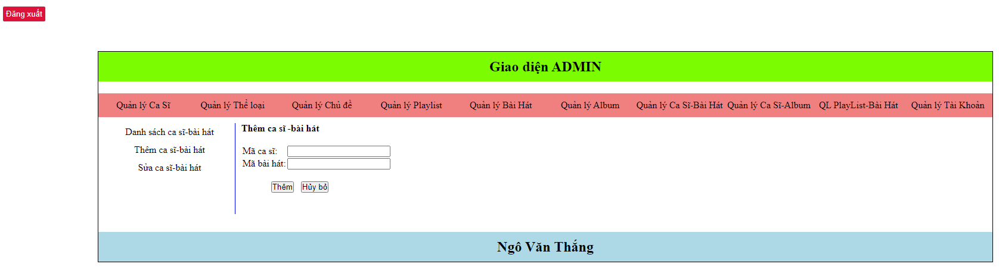 Đăng xuất
Giao diện ADMIN
Quản lý Ca Sĩ Quản lý Thể loại Quản lý Chủ đề Quản lý Playlist Quản lý Bài Hát Quản lý Album Quản lý Ca Sĩ-Bài Hát Quản lý Ca Sĩ-Album QL PlayList-Bài Hát Quản lý Tài Khoản
Danh sách ca sĩ-bài hát
Thêm ca sĩ-bài hát
Sửa ca sĩ-bài hát
Thêm ca sĩ -bài hát
Mã ca sĩ:
Mã bài hát:
Thêm Hủy bỏ
Ngô Văn Thắng